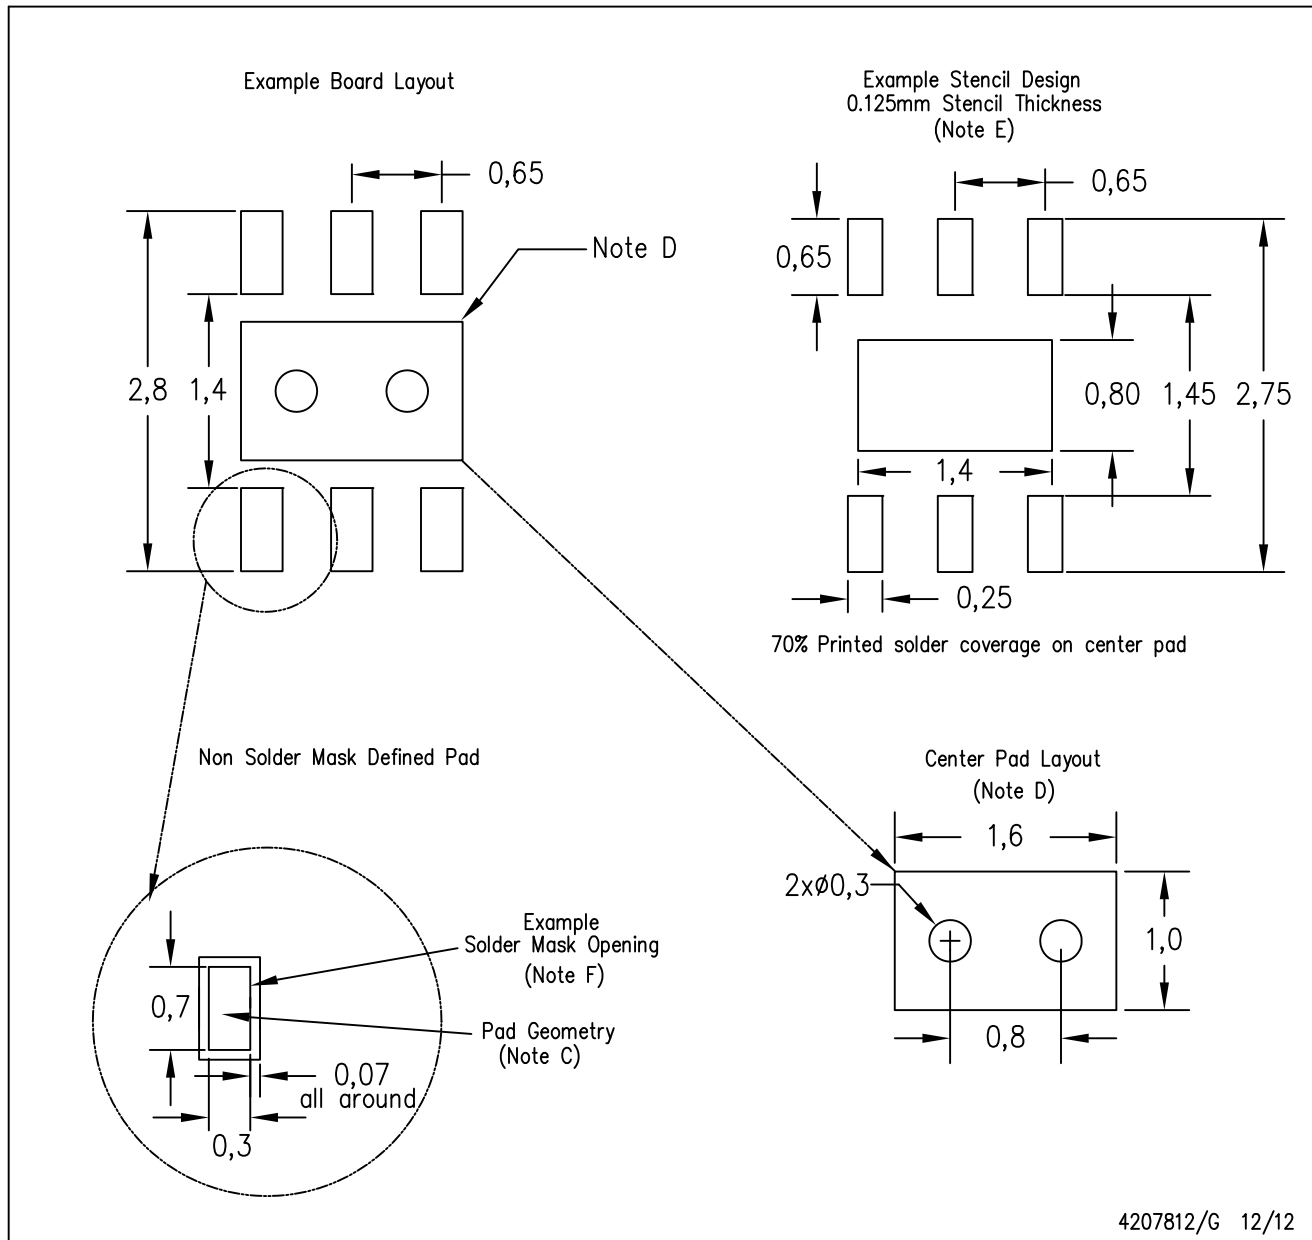 Example Board Layout
0,65
Note D
2,8
1,4
Example Stencil Design
0.125mm Stencil Thickness
(Note E)
0,65
0,65
0,80
1,45
2,75
1,4
0,25
70% Printed solder coverage on center pad
Non Solder Mask Defined Pad
Example
Solder Mask Opening
(Note F)
0,7
Pad Geometry
(Note C)
0,07
all around
0,3
Center Pad Layout
(Note D)
1,6
2xø0,3
1,0
0,8
4207812/G 12/12